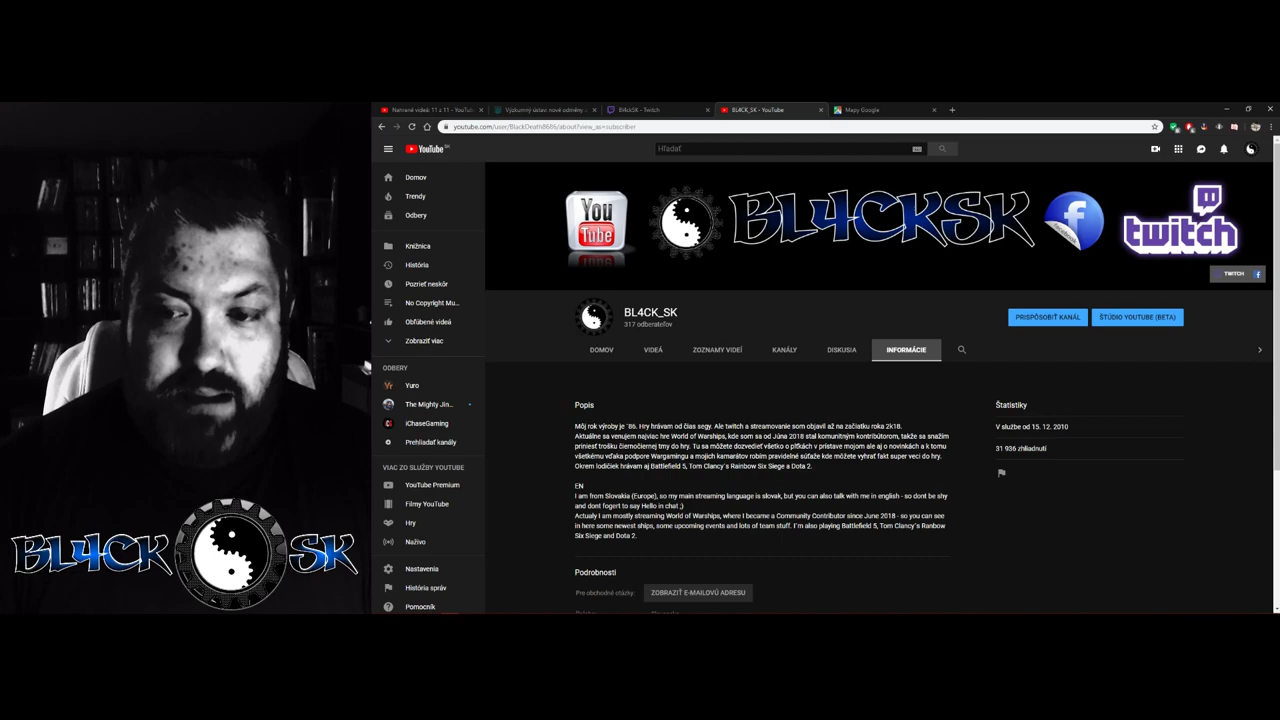 Nahrané videá: 11 z 11 - YouTu
Výzkumný ústav: nové odměny
Bl4ckSK - Twitch
BL4CK_SK - YouTube
Mapy Google
youtube.com/user/BlackDeath8686/about?view_as=subscriber
YouTube SK
Hľadať
Domov
Trendy
Odbery
Knižnica
História
Pozrieť neskôr
No Copyright Mu...
Obľúbené videá
Zobraziť viac
ODBERY
Yuro
The Mighty Jin...
iChaseGaming
Prehliadať kanály
VIAC ZO SLUŽBY YOUTUBE
YouTube Premium
Filmy YouTube
Hry
Naživo
Nastavenia
História správ
Pomocník
You
Tube
BL4CKSK
facebook
twitch
TWITCH
BL4CK_SK
317 odberateľov
PRISPÔSOBIŤ KANÁL
ŠTÚDIO YOUTUBE (BETA)
DOMOV
VIDEÁ
ZOZNAMY VIDEÍ
KANÁLY
DISKUSIA
INFORMÁCIE
Popis
Môj rok výroby je ´86. Hry hrávam od čias segy. Ale twitch a streamovanie som objavil až na začiatku roka 2k18.
Aktuálne sa venujem najviac hre World of Warships, kde som sa od Júna 2018 stal komunitným kontribútorom, takže sa snažím
priniesť trošku čiernočiernej tmy do hry. Tu sa môžete dozvedieť všetko o plťkách v prístave mojom ale aj o novinkách a k tomu
všetkému vďaka podpore Wargamingu a mojich kamarátov robím pravidelné súťaže kde môžete vyhrať fakt super veci do hry.
Okrem lodičiek hrávam aj Battlefield 5, Tom Clancy´s Rainbow Six Siege a Dota 2.
EN
I am from Slovakia (Europe), so my main streaming language is slovak, but you can also talk with me in english - so dont be shy
and dont fogert to say Hello in chat ;)
Actualy I am mostly streaming World of Warships, where I became a Community Contributor since June 2018 - so you can see
in here some newest ships, some upcoming events and lots of team stuff. I´m also playing Battlefield 5, Tom Clancy´s Ranbow
Six Siege and Dota 2.
Podrobnosti
Pre obchodné otázky:
ZOBRAZIŤ E-MAILOVÚ ADRESU
Štatistiky
V službe od 15. 12. 2010
31 936 zhliadnutí
BL4CK SK